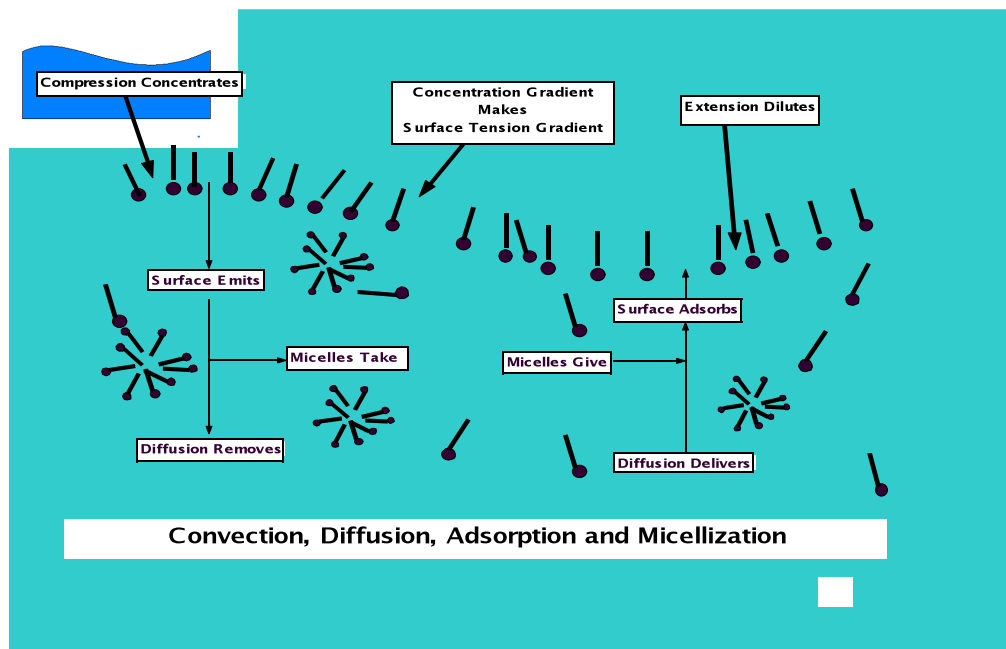 Compression Concentrates
Concentration Gradient
Makes
Surface Tension Gradient
Extension Dilutes
Surface Emits
Surface Adsorbs
Micelles Take
Micelles Give
Diffusion Removes
Diffusion Delivers
Convection, Diffusion, Adsorption and Micellization